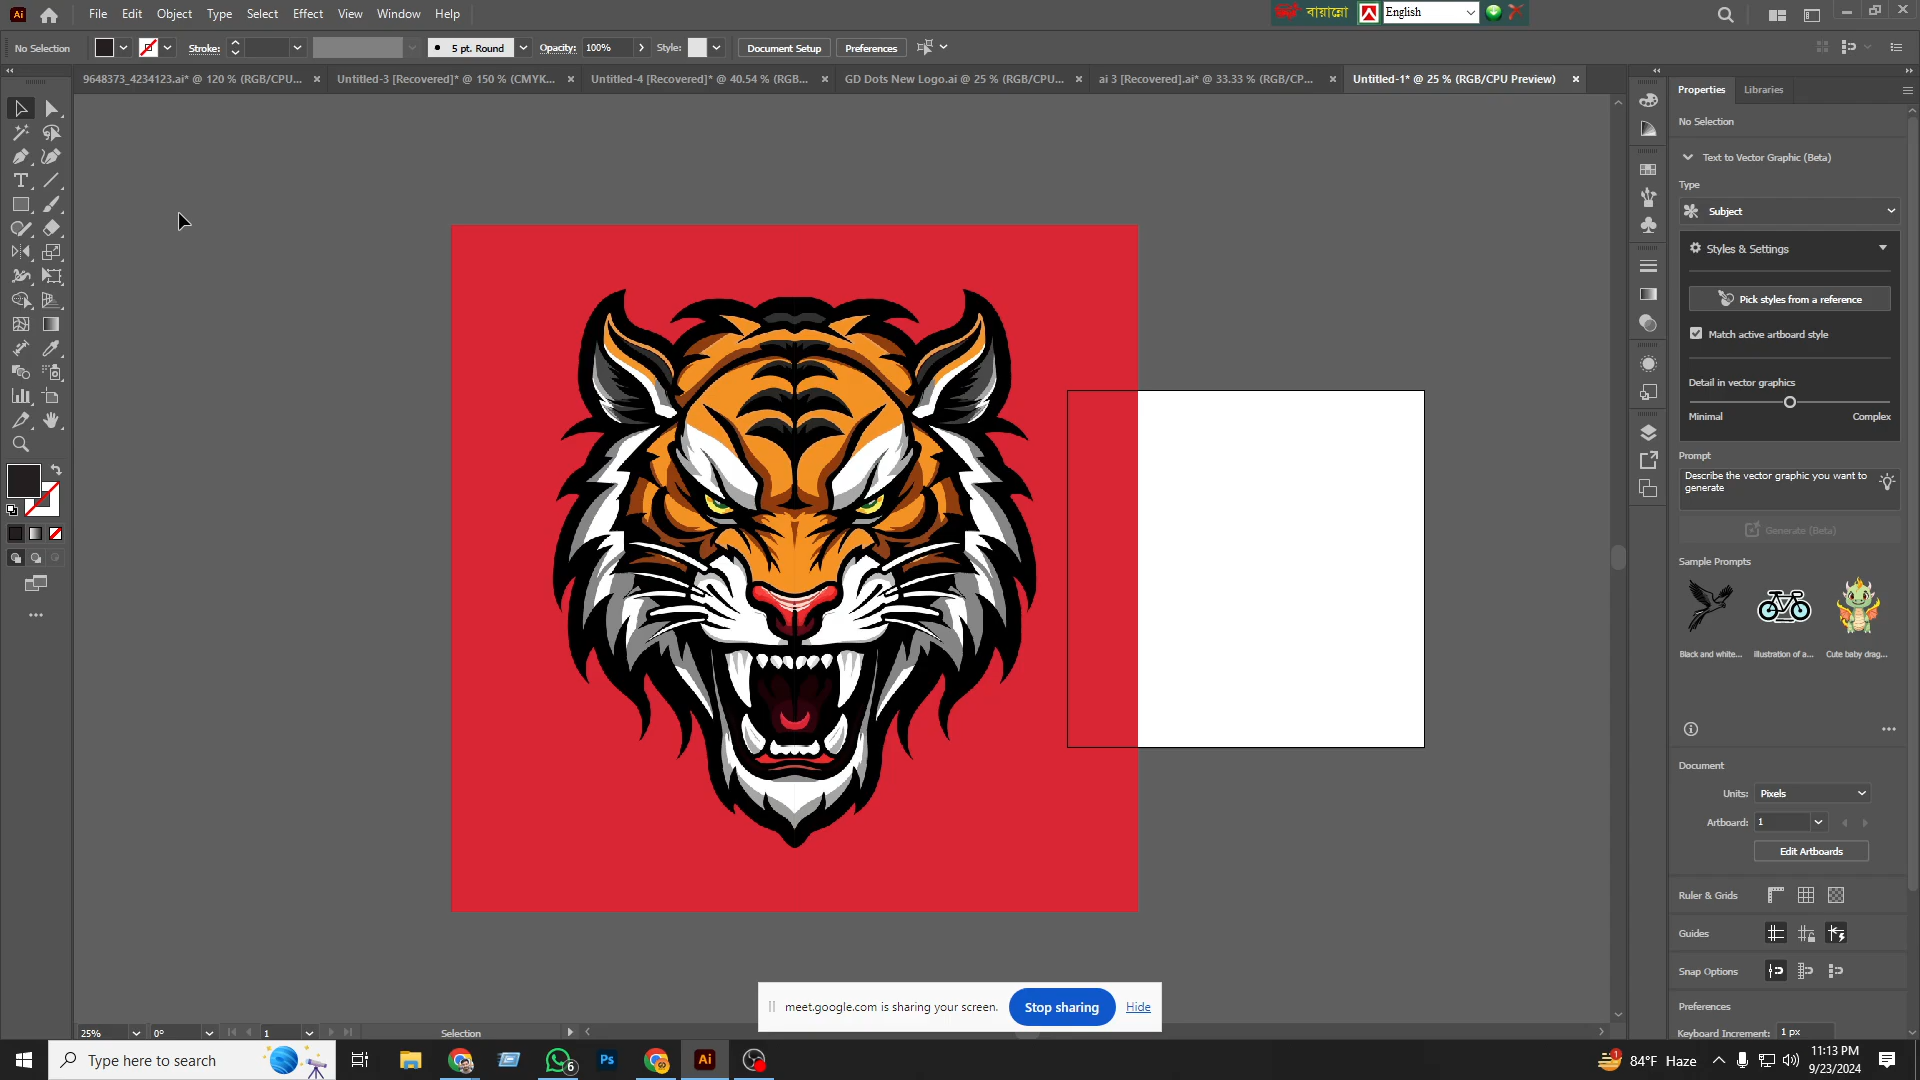 Ai File Edit Object Type Select Effect View Window Help বায়ান্নো English
No Selection Stroke: 5 pt. Round Opacity: 100% Style: Document Setup Preferences
9648373_4234123.ai* @ 120 % (RGB/CPU... Untitled-3 [Recovered]* @ 150 % (CMYK... Untitled-4 [Recovered]* @ 40.54 % (RGB... GD Dots New Logo.ai @ 25 % (RGB/CPU... ai 3 [Recovered].ai* @ 33.33 % (RGB/CP... Untitled-1* @ 25 % (RGB/CPU Preview)
Properties Libraries
No Selection
Text to Vector Graphic (Beta)
Type
Subject
Styles & Settings
Pick styles from a reference
Match active artboard style
Detail in vector graphics
Minimal Complex
Prompt
Describe the vector graphic you want to
generate
Generate (Beta)
Sample Prompts
Black and white... Illustration of a... Cute baby drag...
Document
Units: Pixels
Artboard: 1
Edit Artboards
Ruler & Grids
Guides
Snap Options
Preferences
Keyboard Increment: 1 px
meet.google.com is sharing your screen. Stop sharing Hide
25% 0° 1 Selection
Type here to search 6 Ps Ai 1 84°F Haze 11:13 PM
9/23/2024